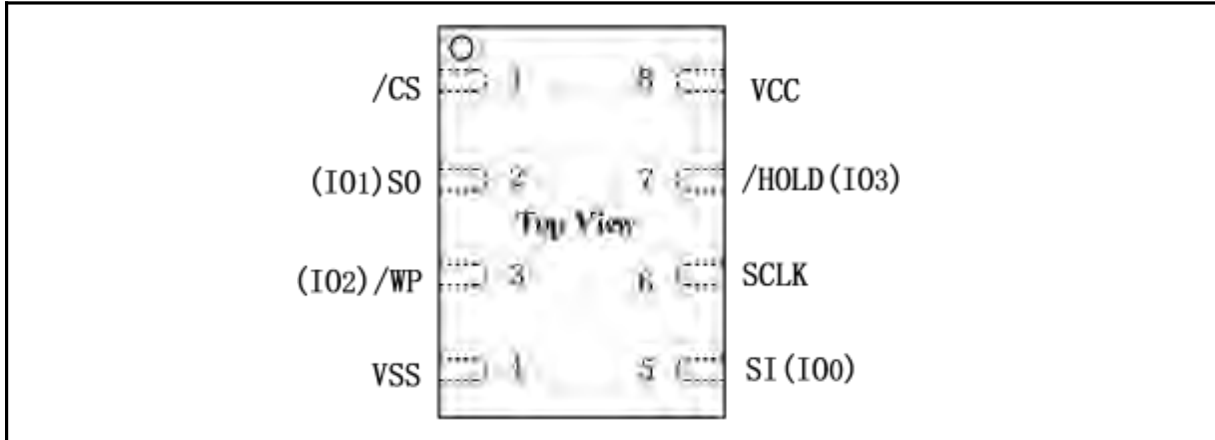 /CS 1 8 VCC
(IO1)SO 2 7 /HOLD(IO3)
Top View
(IO2)/WP 3 6 SCLK
VSS 4 5 SI(IO0)